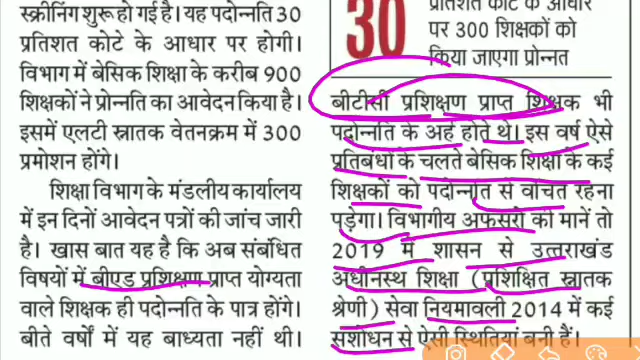 स्क्रीनिंग शुरू हो गई है। यह पदोन्नति 30
प्रतिशत कोटे के आधार पर होगी।
विभाग में बेसिक शिक्षा के करीब 900
शिक्षकों ने प्रोन्नति का आवेदन किया है।
इसमें एलटी स्नातक वेतनक्रम में 300
प्रमोशन होंगे।
शिक्षा विभाग के मंडलीय कार्यालय
में इन दिनों आवेदन पत्रों की जांच जारी
है। खास बात यह है कि अब संबंधित
विषयों में बीएड प्रशिक्षण प्राप्त योग्यता
वाले शिक्षक ही पदोन्नति के पात्र होंगे।
बीते वर्षों में यह बाध्यता नहीं थी।
30
प्रतिशत कोटे के आधार
पर 300 शिक्षकों को
किया जाएगा प्रोन्नत
बीटीसी प्रशिक्षण प्राप्त शिक्षक भी
पदोन्नति के अर्ह होते थे। इस वर्ष ऐसे
प्रतिबंधों के चलते बेसिक शिक्षा के कई
शिक्षकों को पदोन्नति से वंचित रहना
पड़ेगा। विभागीय अफसरों की मानें तो
2019 में शासन से उत्तराखंड
अधीनस्थ शिक्षा (प्रशिक्षित स्नातक
श्रेणी) सेवा नियमावली 2014 में कई
संशोधन से ऐसी स्थितियां बनी हैं।